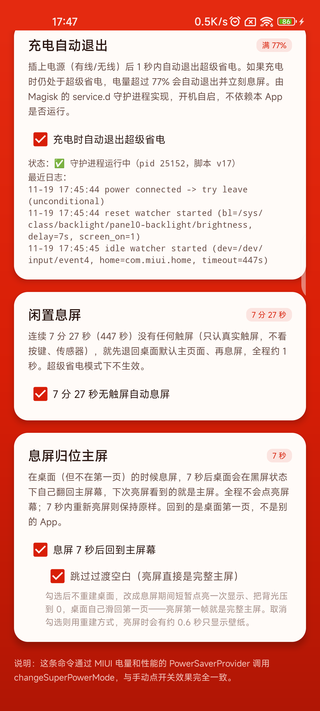 17:47
0.5K/s
86
充电自动退出
满 77%
插上电源（有线/无线）后 1 秒内自动退出超级省电。如果充电
时仍处于超级省电，电量超过 77% 会自动退出并立刻息屏。由
Magisk 的 service.d 守护进程实现，开机自启，不依赖本 App
是否运行。
充电时自动退出超级省电
状态：✅ 守护进程运行中（pid 25152，脚本 v17）
最近日志：
11-19 17:45:44 power connected -> try leave
(unconditional)
11-19 17:45:44 reset watcher started (bl=/sys/
class/backlight/panel0-backlight/brightness,
delay=7s, screen_on=1)
11-19 17:45:45 idle watcher started (dev=/dev/
input/event4, home=com.miui.home, timeout=447s)
闲置息屏
7 分 27 秒
连续 7 分 27 秒（447 秒）没有任何触屏（只认真实触屏，不看
按键、传感器），就先退回桌面默认主页面、再息屏，全程约 1
秒。超级省电模式下不生效。
7 分 27 秒无触屏自动息屏
息屏归位主屏
7 秒
在桌面（但不在第一页）的时候息屏，7 秒后桌面会在黑屏状态
下自己翻回主屏幕，下次亮屏看到的就是主屏。全程不会点亮屏
幕；7 秒内重新亮屏则保持原样。回到的是桌面第一页，不是别
的 App。
息屏 7 秒后回到主屏幕
跳过过渡空白（亮屏直接是完整主屏）
勾选后不重建桌面，改成息屏期间短暂点亮一次显示、把背光压
到 0，桌面自己滑回第一页——亮屏第一帧就是完整主屏。取消
勾选则用重建方式，亮屏时会有约 0.6 秒只显示壁纸。
说明：这条命令通过 MIUI 电量和性能的 PowerSaverProvider 调用
changeSuperPowerMode，与手动点开关效果完全一致。